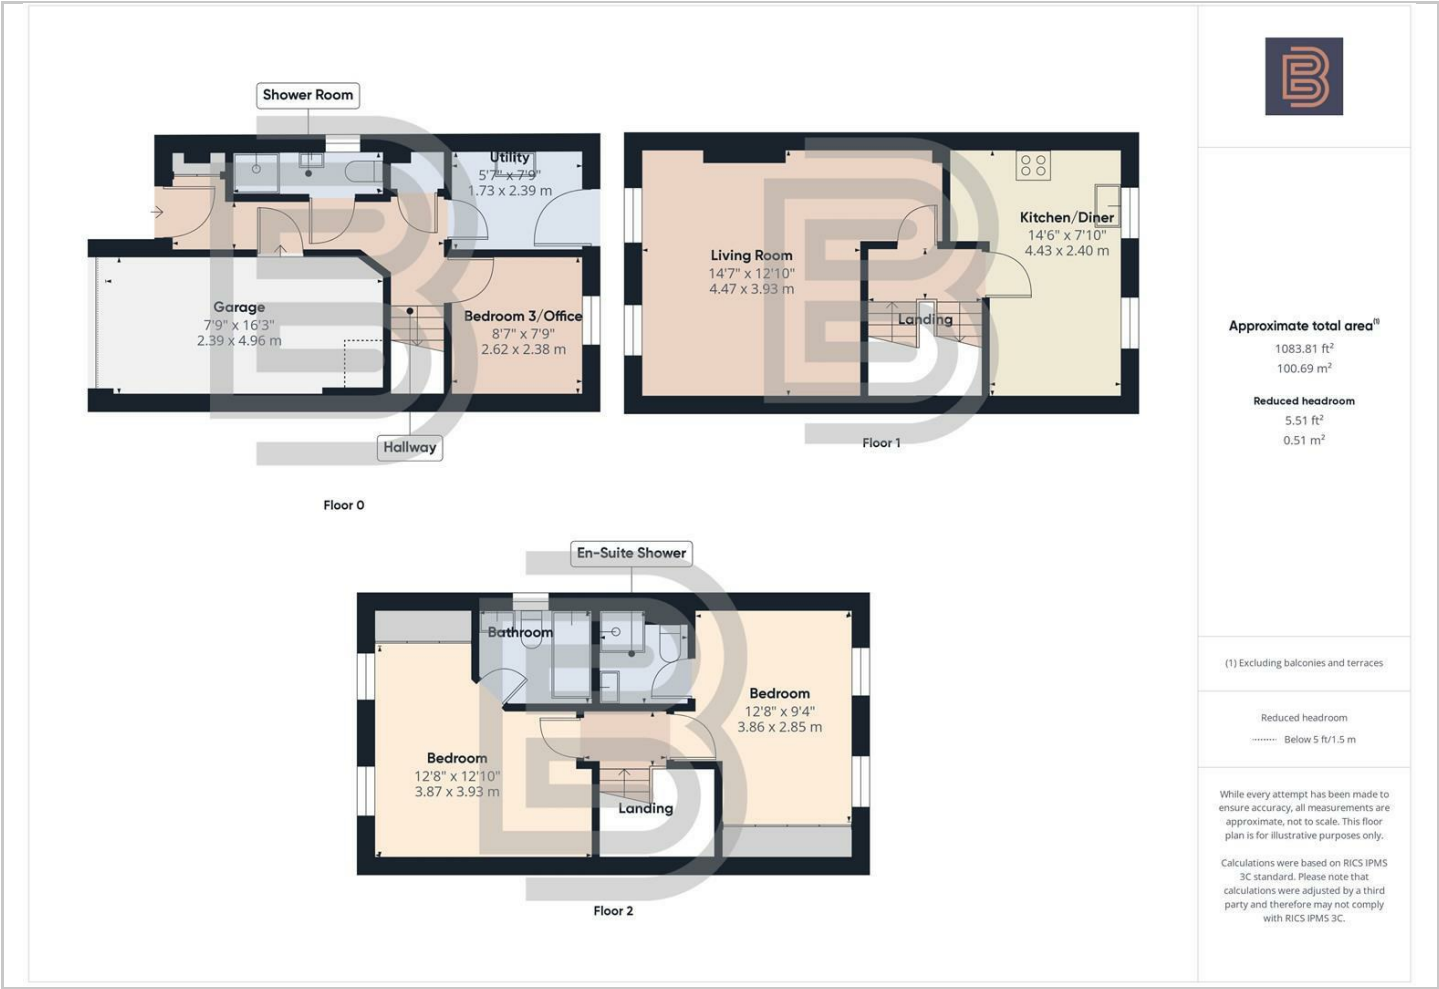 Shower Room
Utility
5'7" x 7'9"
1.73 x 2.39 m
Garage
7'9" x 16'3"
2.39 x 4.96 m
Bedroom 3/Office
8'7" x 7'9"
2.62 x 2.38 m
Hallway
Floor 0
Living Room
14'7" x 12'10"
4.47 x 3.93 m
Kitchen/Diner
14'6" x 7'10"
4.43 x 2.40 m
Landing
Floor 1
En-Suite Shower
Bathroom
Bedroom
12'8" x 9'4"
3.86 x 2.85 m
Bedroom
12'8" x 12'10"
3.87 x 3.93 m
Landing
Floor 2
Approximate total area(1)
1083.81 ft²
100.69 m²
Reduced headroom
5.51 ft²
0.51 m²
(1) Excluding balconies and terraces
Reduced headroom
Below 5 ft/1.5 m
While every attempt has been made to
ensure accuracy, all measurements are
approximate, not to scale. This floor
plan is for illustrative purposes only.
Calculations were based on RICS IPMS
3C standard. Please note that
calculations were adjusted by a third
party and therefore may not comply
with RICS IPMS 3C.